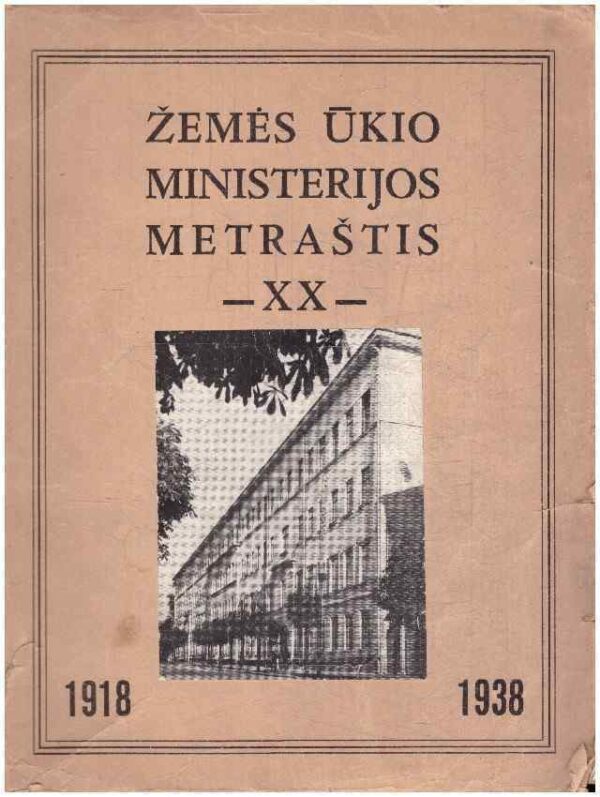 ŽEMĖS ŪKIO
MINISTERIJOS
METRAŠTIS
—XX—
1918 1938